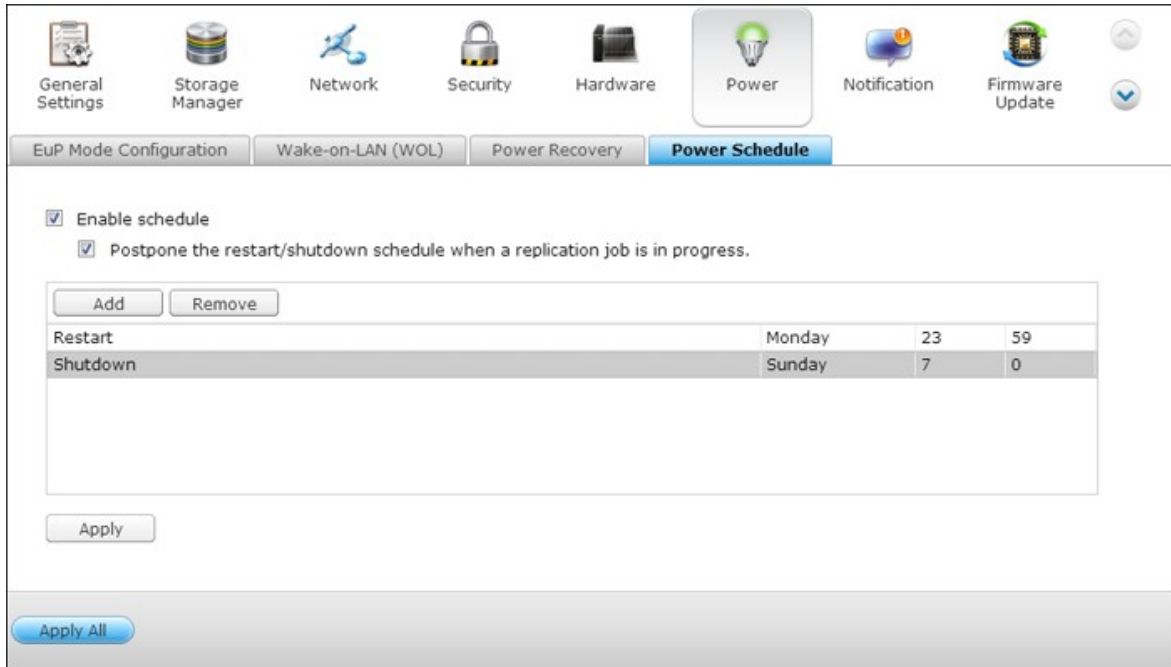 General Settings
Storage Manager
Network
Security
Hardware
Power
Notification
Firmware Update
EuP Mode Configuration
Wake-on-LAN (WOL)
Power Recovery
Power Schedule
Enable schedule
Postpone the restart/shutdown schedule when a replication job is in progress.
Add
Remove
Restart Monday 23 59
Shutdown Sunday 7 0
Apply
Apply All